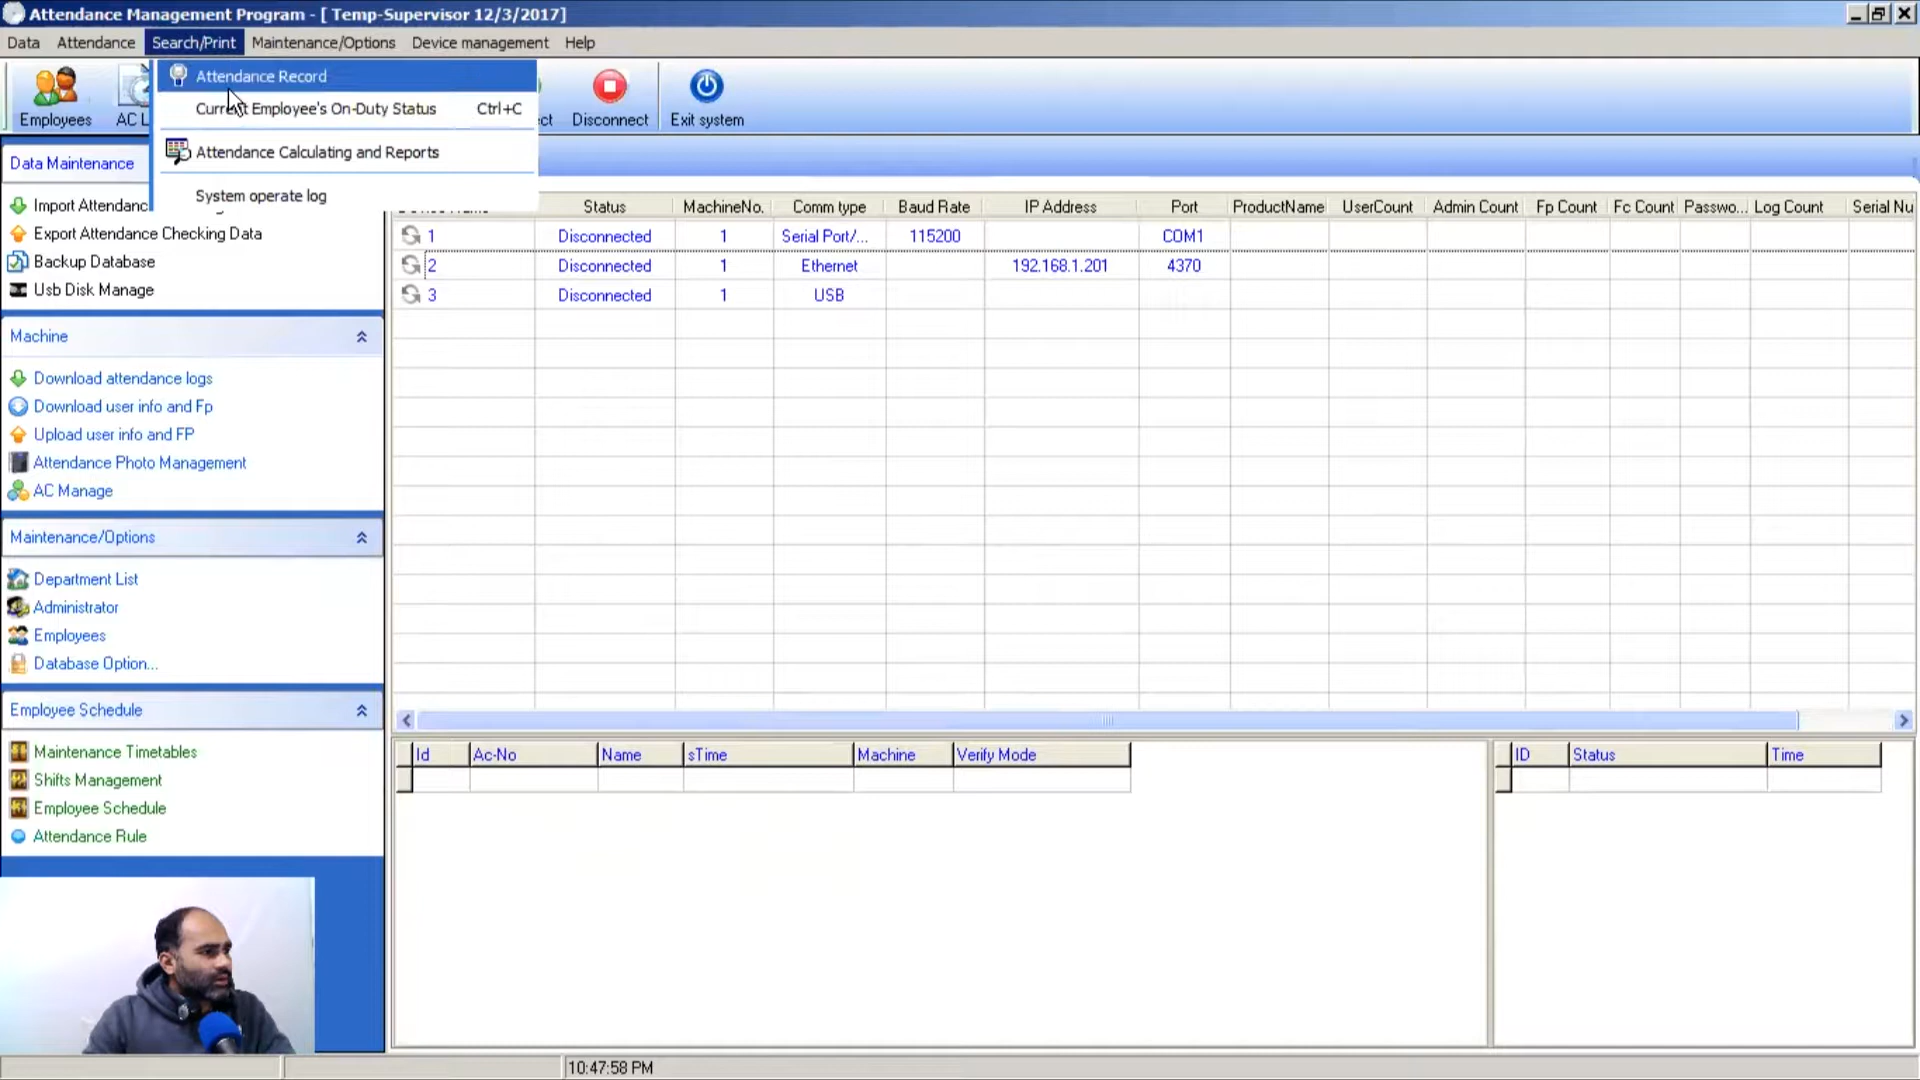 Attendance Management Program - [ Temp-Supervisor 12/3/2017]
Data Attendance Search/Print Maintenance/Options Device management Help
Attendance Record
Current Employee's On-Duty Status Ctrl+C
Attendance Calculating and Reports
System operate log
Employees AC L ct Disconnect Exit system
Data Maintenance
Import Attendanc
Export Attendance Checking Data
Backup Database
Usb Disk Manage
Machine
Download attendance logs
Download user info and Fp
Upload user info and FP
Attendance Photo Management
AC Manage
Maintenance/Options
Department List
Administrator
Employees
Database Option...
Employee Schedule
Maintenance Timetables
Shifts Management
Employee Schedule
Attendance Rule
Status MachineNo. Comm type Baud Rate IP Address Port ProductName UserCount Admin Count Fp Count Fc Count Passwo... Log Count Serial Nu
1 Disconnected 1 Serial Port/... 115200 COM1
2 Disconnected 1 Ethernet 192.168.1.201 4370
3 Disconnected 1 USB
Id Ac-No Name sTime Machine Verify Mode
ID Status Time
10:47:58 PM